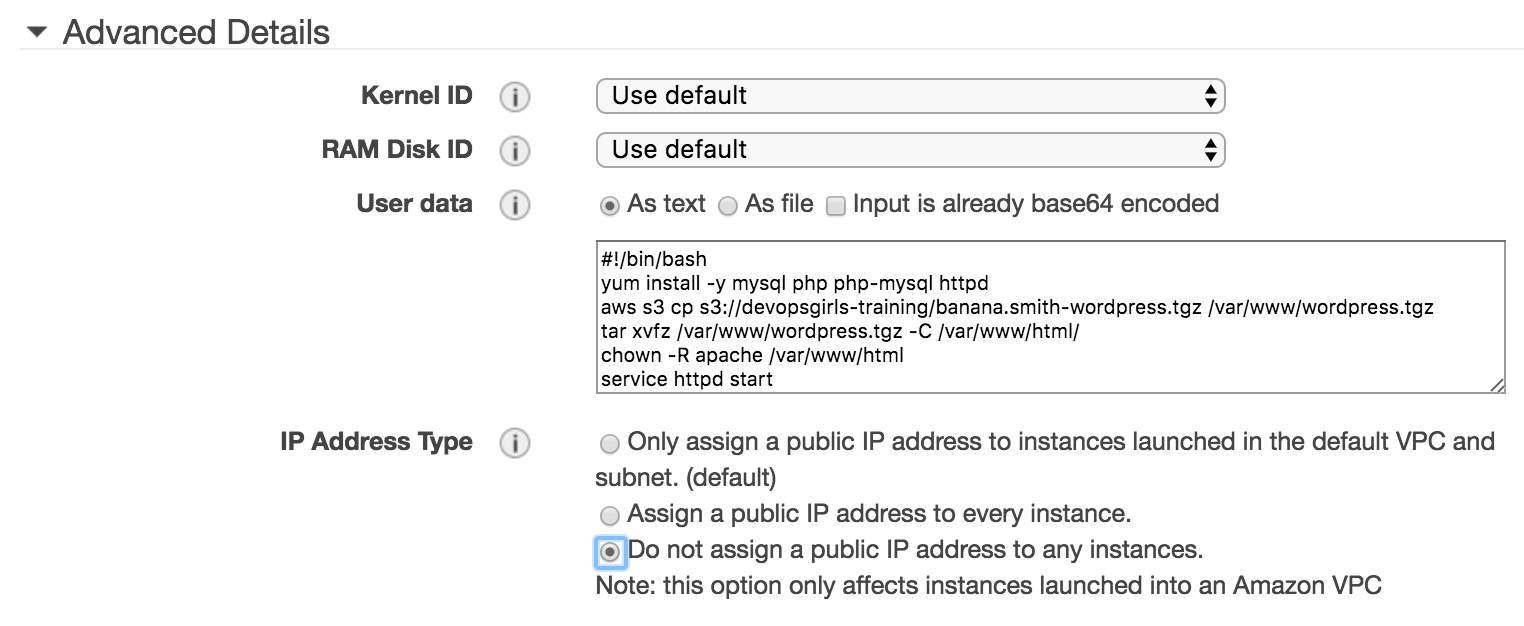 Advanced Details
Kernel ID i Use default
RAM Disk ID i Use default
User data i As text As file Input is already base64 encoded
#!/bin/bash
yum install -y mysql php php-mysql httpd
aws s3 cp s3://devopsgirls-training/banana.smith-wordpress.tgz /var/www/wordpress.tgz
tar xvfz /var/www/wordpress.tgz -C /var/www/html/
chown -R apache /var/www/html
service httpd start
IP Address Type i Only assign a public IP address to instances launched in the default VPC and
subnet. (default)
Assign a public IP address to every instance.
Do not assign a public IP address to any instances.
Note: this option only affects instances launched into an Amazon VPC